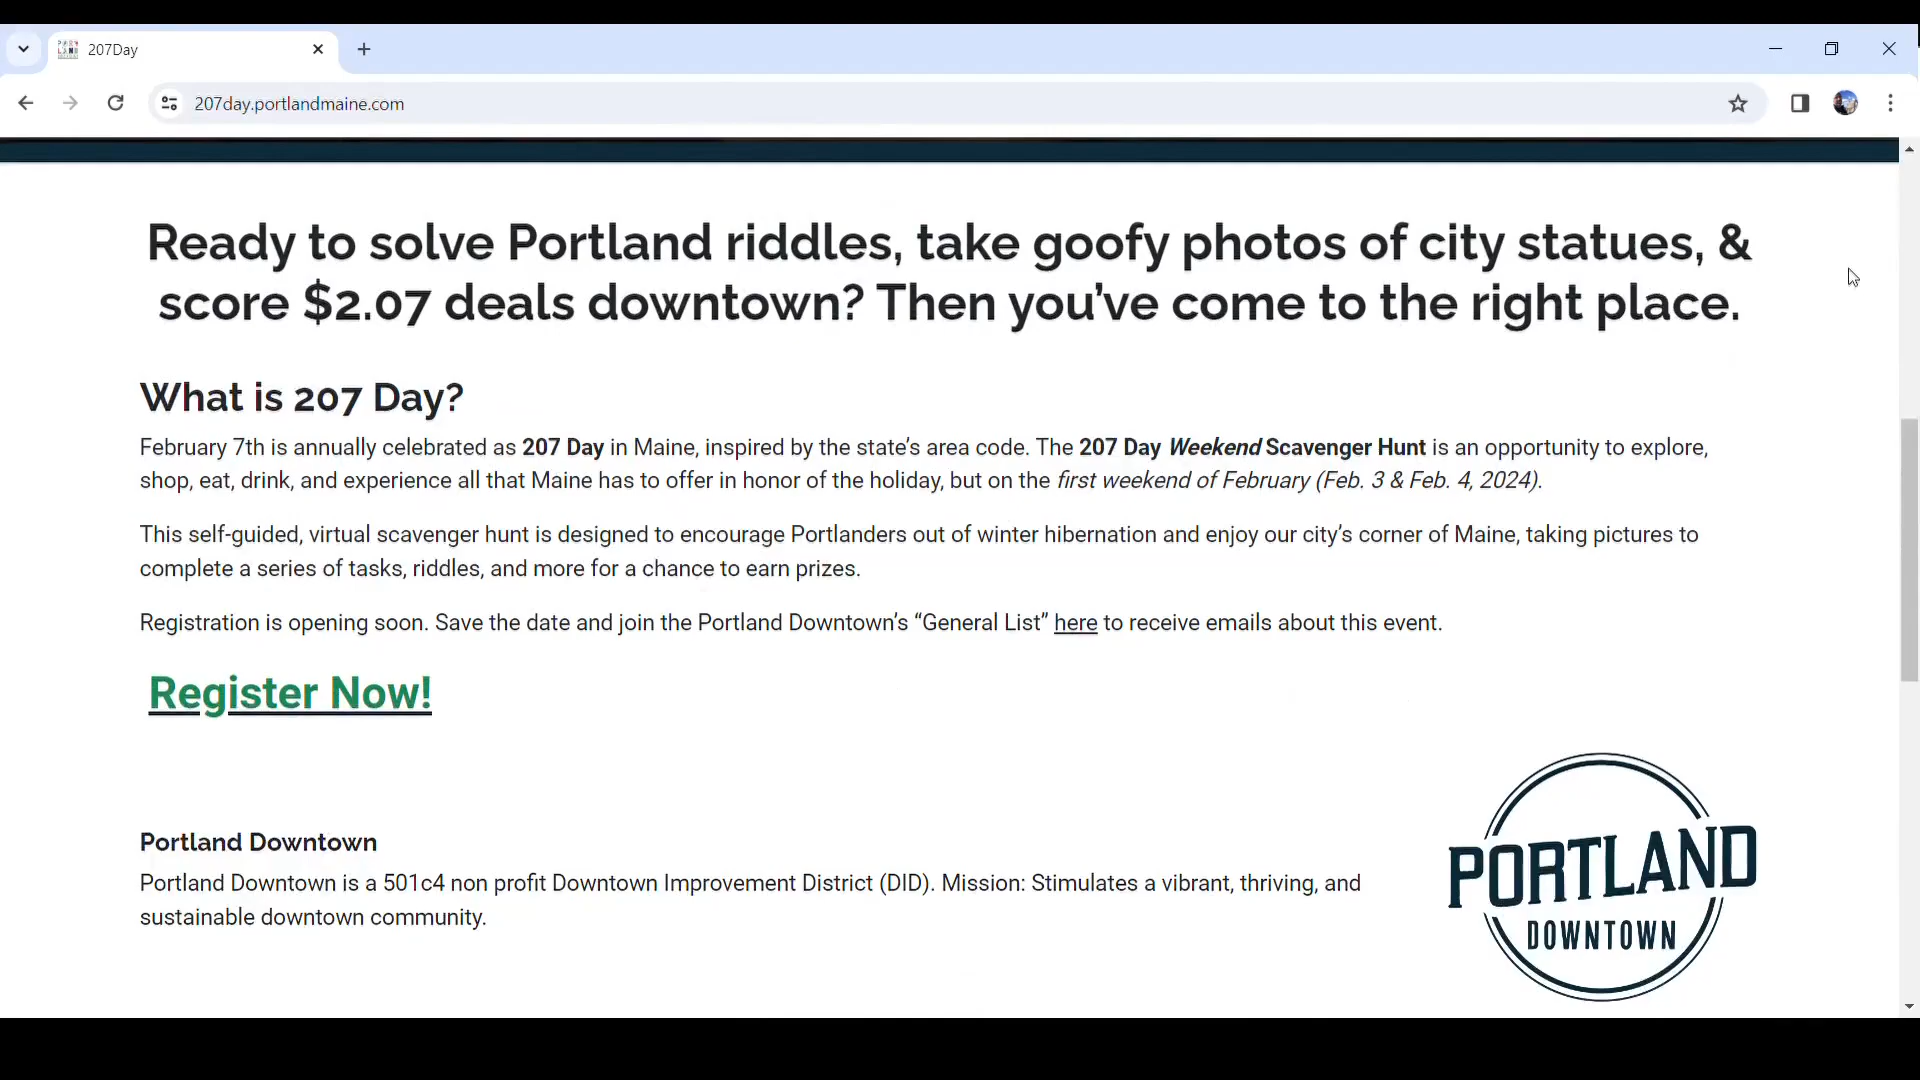 207Day
207day.portlandmaine.com
Ready to solve Portland riddles, take goofy photos of city statues, &
score $2.07 deals downtown? Then you’ve come to the right place.
What is 207 Day?
February 7th is annually celebrated as 207 Day in Maine, inspired by the state’s area code. The 207 Day Weekend Scavenger Hunt is an opportunity to explore,
shop, eat, drink, and experience all that Maine has to offer in honor of the holiday, but on the first weekend of February (Feb. 3 & Feb. 4, 2024).
This self-guided, virtual scavenger hunt is designed to encourage Portlanders out of winter hibernation and enjoy our city’s corner of Maine, taking pictures to
complete a series of tasks, riddles, and more for a chance to earn prizes.
Registration is opening soon. Save the date and join the Portland Downtown’s “General List” here to receive emails about this event.
Register Now!
Portland Downtown
Portland Downtown is a 501c4 non profit Downtown Improvement District (DID). Mission: Stimulates a vibrant, thriving, and
sustainable downtown community.
PORTLAND
DOWNTOWN